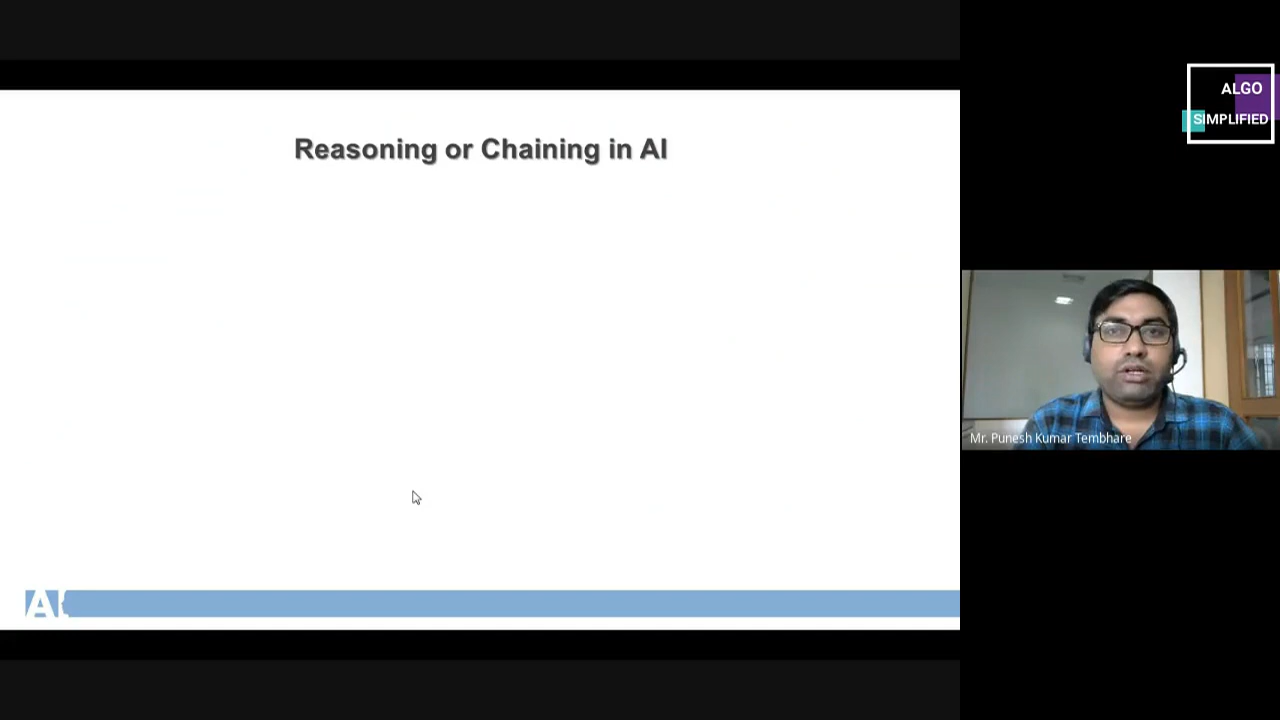 Reasoning or Chaining in AI
ALGO
SIMPLIFIED
Mr. Punesh Kumar Tembhare